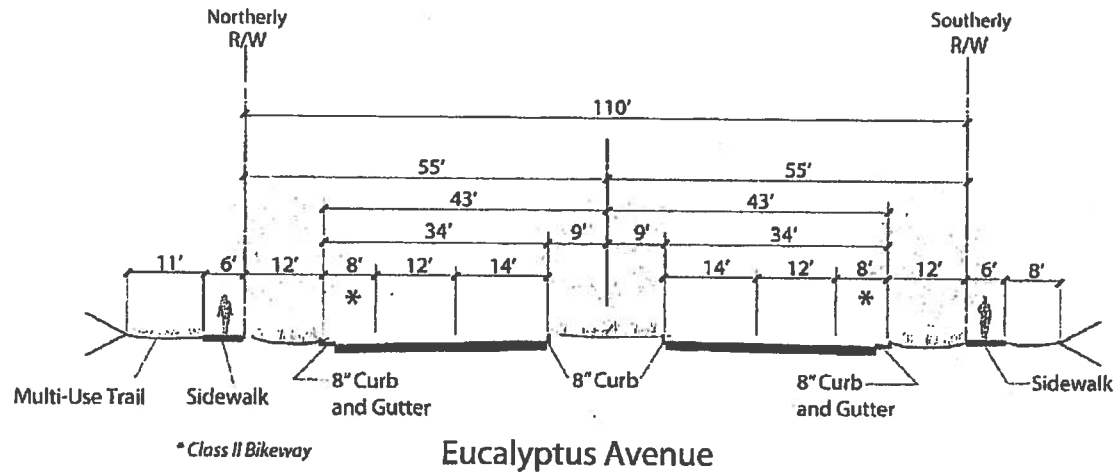 Northerly
R/W
Southerly
R/W
110'
55'
55'
43'
43'
34'
9'
9'
34'
11'
6'
12'
8'
12'
14'
14'
12'
8'
12'
6'
8'
*
*
Multi-Use Trail
Sidewalk
8" Curb
and Gutter
8" Curb
8" Curb
and Gutter
Sidewalk
* Class II Bikeway
Eucalyptus Avenue